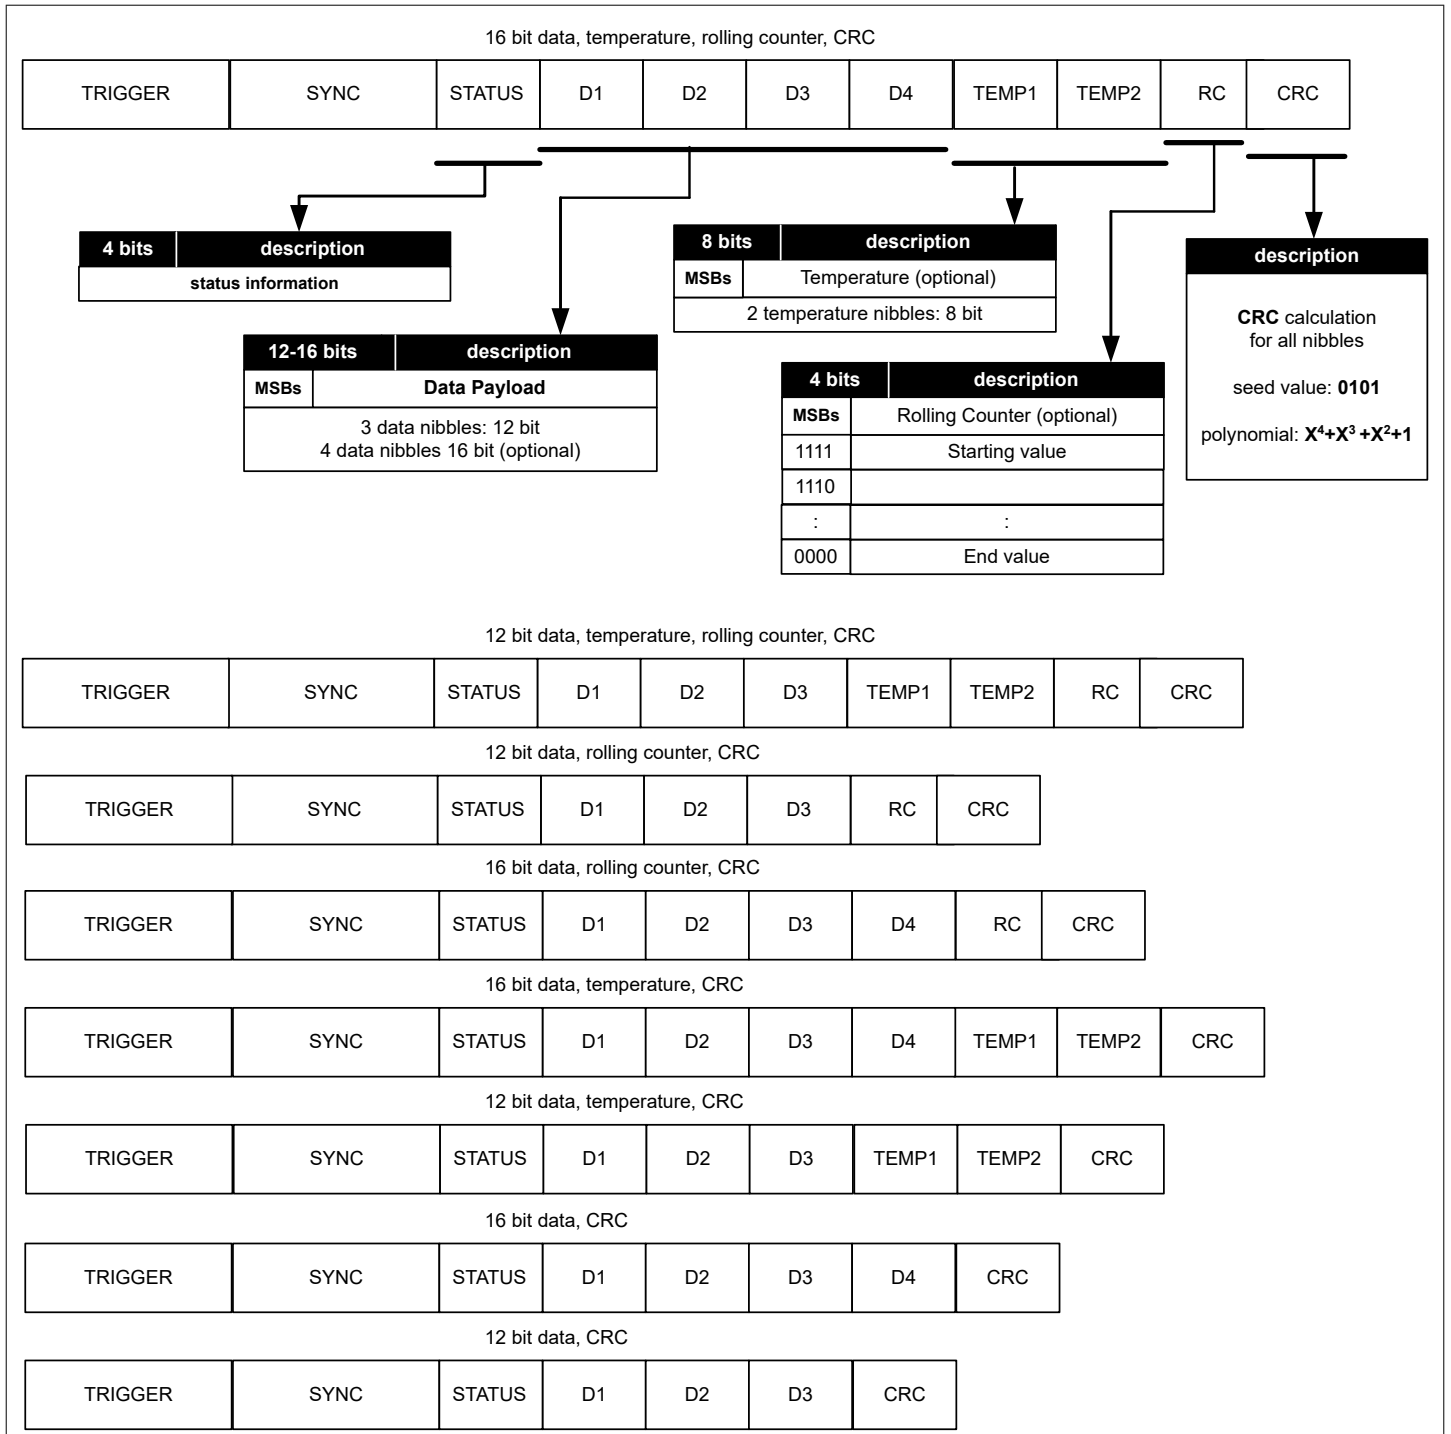 16 bit data, temperature, rolling counter, CRC
TRIGGER SYNC STATUS D1 D2 D3 D4 TEMP1 TEMP2 RC CRC
4 bits description
status information
12-16 bits description
MSBs Data Payload
3 data nibbles: 12 bit
4 data nibbles 16 bit (optional)
8 bits description
MSBs Temperature (optional)
2 temperature nibbles: 8 bit
4 bits description
MSBs Rolling Counter (optional)
1111 Starting value
1110
: :
0000 End value
description
CRC calculation
for all nibbles
seed value: 0101
polynomial: X⁴+X³+X²+1
12 bit data, temperature, rolling counter, CRC
TRIGGER SYNC STATUS D1 D2 D3 TEMP1 TEMP2 RC CRC
12 bit data, rolling counter, CRC
TRIGGER SYNC STATUS D1 D2 D3 RC CRC
16 bit data, rolling counter, CRC
TRIGGER SYNC STATUS D1 D2 D3 D4 RC CRC
16 bit data, temperature, CRC
TRIGGER SYNC STATUS D1 D2 D3 D4 TEMP1 TEMP2 CRC
12 bit data, temperature, CRC
TRIGGER SYNC STATUS D1 D2 D3 TEMP1 TEMP2 CRC
16 bit data, CRC
TRIGGER SYNC STATUS D1 D2 D3 D4 CRC
12 bit data, CRC
TRIGGER SYNC STATUS D1 D2 D3 CRC